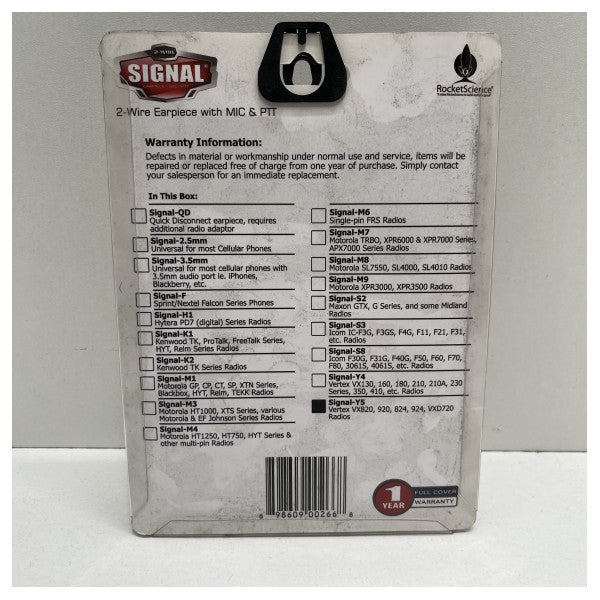 2-WIRE
SIGNAL®
RocketScience®
2-Wire Earpiece with MIC & PTT
Warranty Information:
Defects in material or workmanship under normal use and service, items will be
repaired or replaced free of charge from one year of purchase. Simply contact
your salesperson for an immediate replacement.
In This Box:
Signal-QD
Quick Disconnect earpiece, requires
additional radio adaptor
Signal-2.5mm
Universal for most Cellular Phones
Signal-3.5mm
Universal for most cellular phones with
3.5mm audio port ie. iPhones,
Blackberry, etc.
Signal-F
Sprint/Nextel Falcon Series Phones
Signal-H1
Hytera PD7 (digital) Series Radios
Signal-K1
Kenwood TK, ProTalk, FreeTalk Series,
HYT, Relm Series Radios
Signal-K2
Kenwood TK Series Radios
Signal-M1
Motorola GP, CP, CT, SP, XTN Series,
Blackbox, HYT, Relm, TEKK Radios
Signal-M3
Motorola HT1000, XTS Series, various
Motorola & EF Johnson Series Radios
Signal-M4
Motorola HT1250, HT750, HYT Series &
other multi-pin Radios
Signal-M6
Single-pin FRS Radios
Signal-M7
Motorola TRBO, XPR6000 & XPR7000 Series,
APX7000 Series Radios
Signal-M8
Motorola SL7550, SL4000, SL4010 Radios
Signal-M9
Motorola XPR3000, XPR3500 Radios
Signal-S2
Maxon GTX, G Series, and some Midland
Radios
Signal-S3
Icom IC-F3G, F3GS, F4G, F11, F21, F31,
etc. Radios
Signal-S8
Icom F30G, F31G, F40G, F50, F60, F70,
F80, 3061S, 4061S, etc. Radios
Signal-Y4
Vertex VX130, 160, 180, 210, 210A, 230
Series, 350, 410, etc. Radios
Signal-Y5
Vertex VX820, 920, 824, 924, VXD720
Radios
8 98609 00266 8
1
YEAR
FULL COVER
WARRANTY